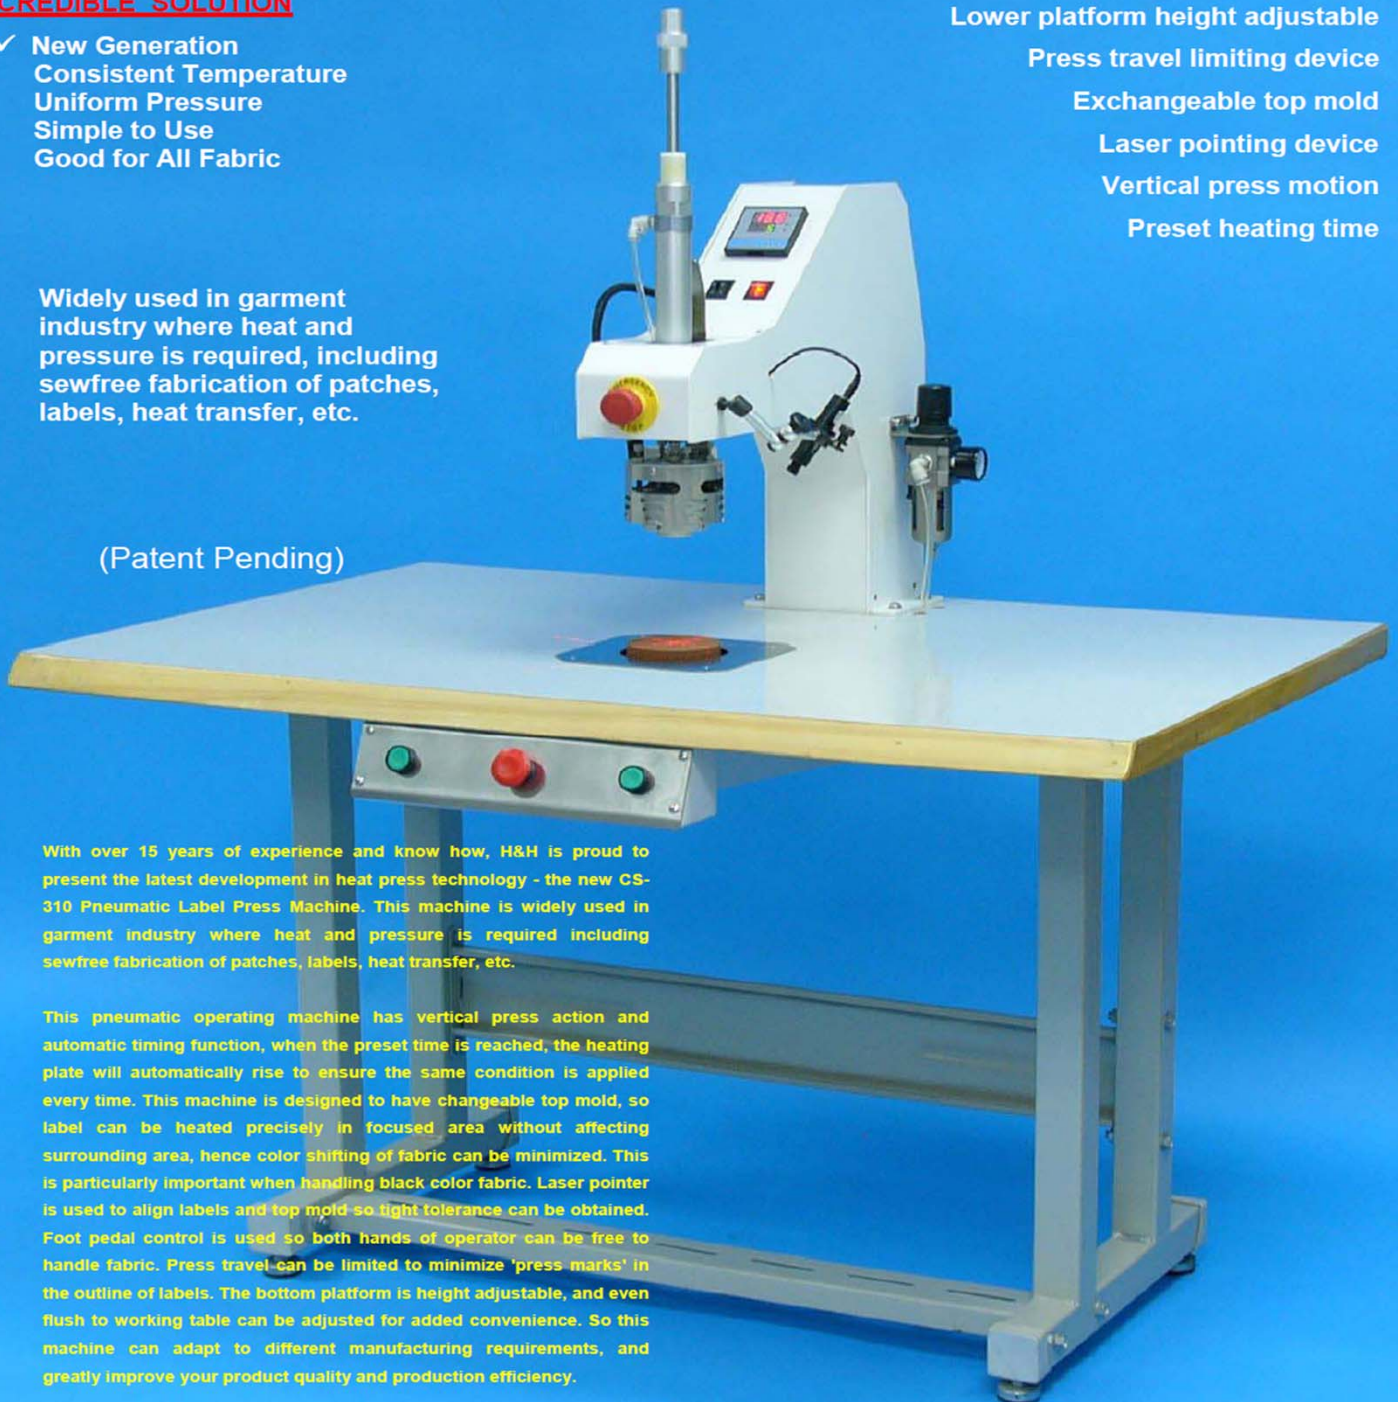 CREDIBLE SOLUTION
✓ New Generation
Consistent Temperature
Uniform Pressure
Simple to Use
Good for All Fabric
Lower platform height adjustable
Press travel limiting device
Exchangeable top mold
Laser pointing device
Vertical press motion
Preset heating time
Widely used in garment
industry where heat and
pressure is required, including
sewfree fabrication of patches,
labels, heat transfer, etc.
(Patent Pending)
With over 15 years of experience and know how, H&H is proud to
present the latest development in heat press technology - the new CS-
310 Pneumatic Label Press Machine. This machine is widely used in
garment industry where heat and pressure is required including
sewfree fabrication of patches, labels, heat transfer, etc.
This pneumatic operating machine has vertical press action and
automatic timing function, when the preset time is reached, the heating
plate will automatically rise to ensure the same condition is applied
every time. This machine is designed to have changeable top mold, so
label can be heated precisely in focused area without affecting
surrounding area, hence color shifting of fabric can be minimized. This
is particularly important when handling black color fabric. Laser pointer
is used to align labels and top mold so tight tolerance can be obtained.
Foot pedal control is used so both hands of operator can be free to
handle fabric. Press travel can be limited to minimize 'press marks' in
the outline of labels. The bottom platform is height adjustable, and even
flush to working table can be adjusted for added convenience. So this
machine can adapt to different manufacturing requirements, and
greatly improve your product quality and production efficiency.